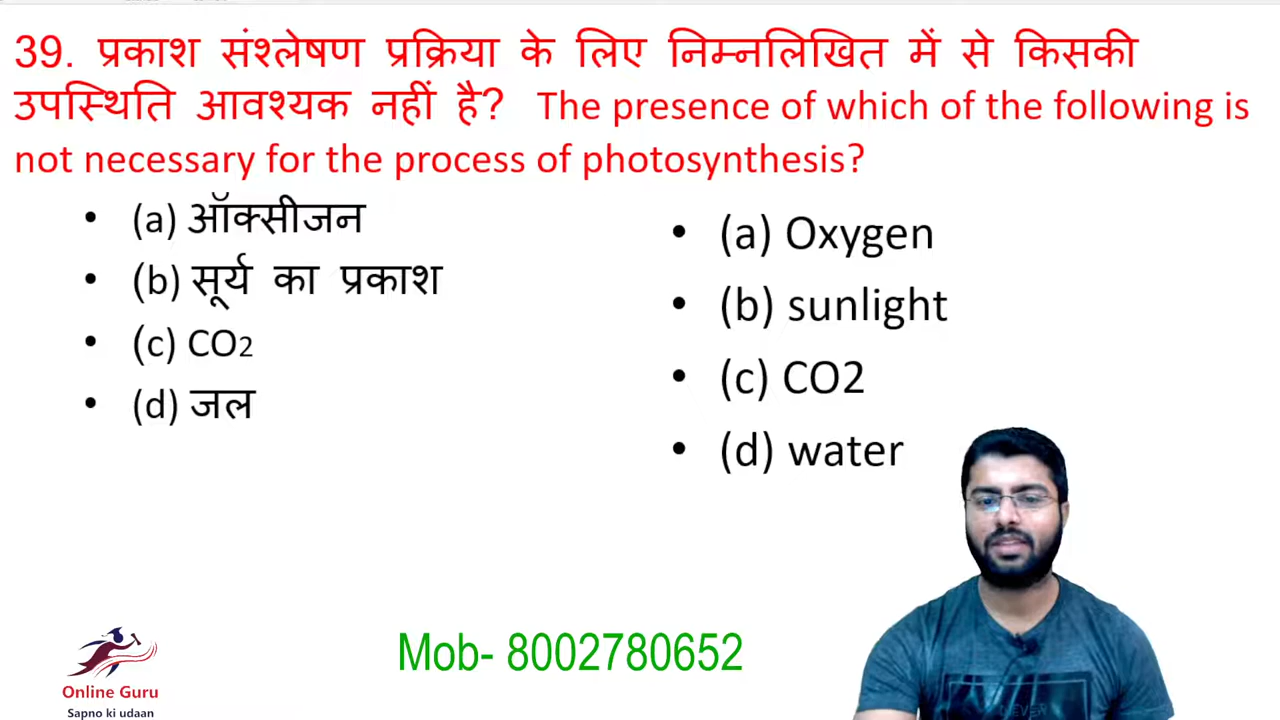 39. प्रकाश संश्लेषण प्रक्रिया के लिए निम्नलिखित में से किसकी
उपस्थिति आवश्यक नहीं है? The presence of which of the following is
not necessary for the process of photosynthesis?
• (a) ऑक्सीजन
• (b) सूर्य का प्रकाश
• (c) CO2
• (d) जल
• (a) Oxygen
• (b) sunlight
• (c) CO2
• (d) water
Mob- 8002780652
Online Guru
Sapno ki udaan